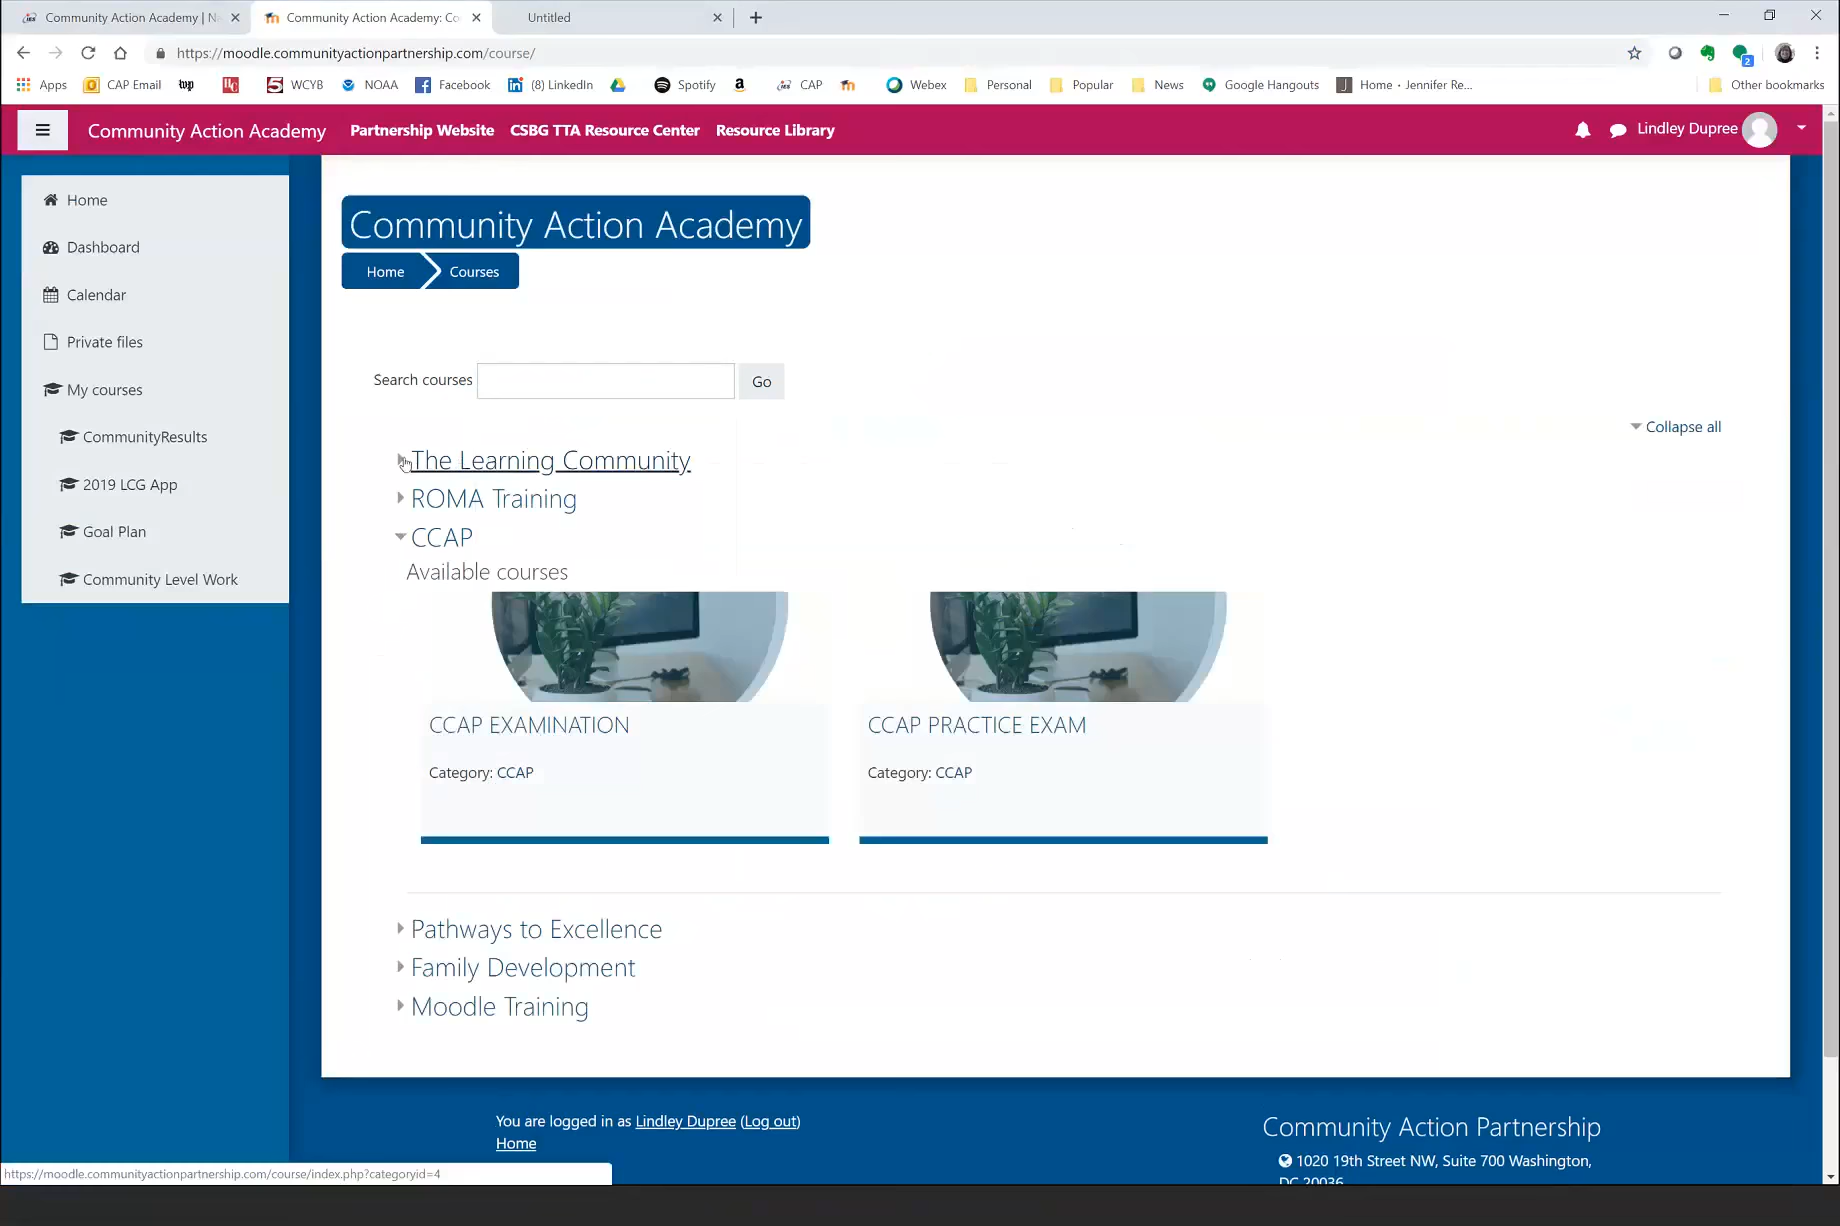 Community Action Academy | N
Community Action Academy: Co
Untitled
https://moodle.communityactionpartnership.com/course/
2
Apps
CAP Email
wp
HC
5 WCYB
NOAA
Facebook
(8) LinkedIn
Spotify
CAP
Webex
Personal
Popular
News
Google Hangouts
J Home • Jennifer Re...
Other bookmarks
Community Action Academy
Partnership Website
CSBG TTA Resource Center
Resource Library
Lindley Dupree
Home
Dashboard
Calendar
Private files
My courses
CommunityResults
2019 LCG App
Goal Plan
Community Level Work
Community Action Academy
Home
Courses
Search courses
Go
Collapse all
The Learning Community
ROMA Training
CCAP
Available courses
CCAP EXAMINATION
Category: CCAP
CCAP PRACTICE EXAM
Category: CCAP
Pathways to Excellence
Family Development
Moodle Training
You are logged in as Lindley Dupree (Log out)
Home
Community Action Partnership
1020 19th Street NW, Suite 700 Washington,
DC 20036
https://moodle.communityactionpartnership.com/course/index.php?categoryid=4